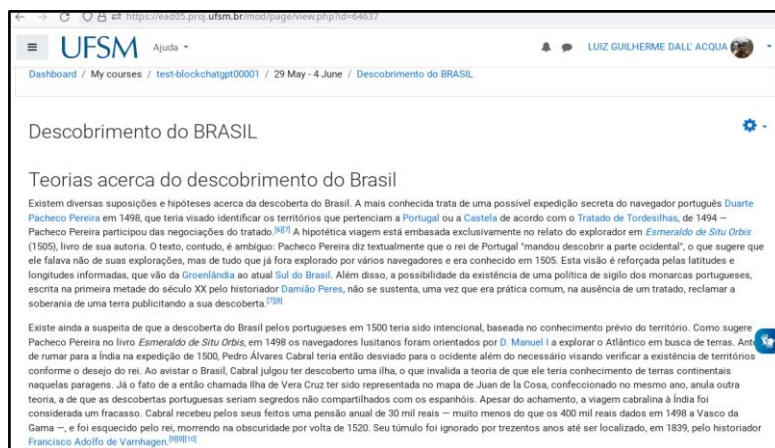 https://ead05.proj.ufsm.br/mod/page/view.php?id=64637
UFSM Ajuda LUIZ GUILHERME DALL' ACQUA
Dashboard / My courses / test-blockchatgpt00001 / 29 May - 4 June / Descobrimento do BRASIL
Descobrimento do BRASIL
Teorias acerca do descobrimento do Brasil
Existem diversas suposições e hipóteses acerca da descoberta do Brasil. A mais conhecida trata de uma possível expedição secreta do navegador português Duarte
Pacheco Pereira em 1498, que teria visado identificar os territórios que pertenciam a Portugal ou a Castela de acordo com o Tratado de Tordesilhas, de 1494 —
Pacheco Pereira participou das negociações do tratado.[6][7] A hipotética viagem está embasada exclusivamente no relato do explorador em Esmeraldo de Situ Orbis
(1505), livro de sua autoria. O texto, contudo, é ambíguo: Pacheco Pereira diz textualmente que o rei de Portugal "mandou descobrir a parte ocidental", o que sugere que
ele falava não de suas explorações, mas de tudo que já fora explorado por vários navegadores e era conhecido em 1505. Esta visão é reforçada pelas latitudes e
longitudes informadas, que vão da Groenlândia ao atual Sul do Brasil. Além disso, a possibilidade da existência de uma política de sigilo dos monarcas portugueses,
escrita na primeira metade do século XX pelo historiador Damião Peres, não se sustenta, uma vez que era prática comum, na ausência de um tratado, reclamar a
soberania de uma terra publicitando a sua descoberta.[7][8]
Existe ainda a suspeita de que a descoberta do Brasil pelos portugueses em 1500 teria sido intencional, baseada no conhecimento prévio do território. Como sugere
Pacheco Pereira no livro Esmeraldo de Situ Orbis, em 1498 os navegadores lusitanos foram orientados por D. Manuel I a explorar o Atlântico em busca de terras. Ant
de rumar para a Índia na expedição de 1500, Pedro Álvares Cabral teria então desviado para o ocidente além do necessário visando verificar a existência de territórios
conforme o desejo do rei. Ao avistar o Brasil, Cabral julgou ter descoberto uma ilha, o que invalida a teoria de que ele teria conhecimento de terras continentais
naquelas paragens. Já o fato de a então chamada Ilha de Vera Cruz ter sido representada no mapa de Juan de la Cosa, confeccionado no mesmo ano, anula outra
teoria, a de que as descobertas portuguesas seriam segredos não compartilhados com os espanhóis. Apesar do achamento, a viagem cabralina à Índia foi
considerada um fracasso. Cabral recebeu pelos seus feitos uma pensão anual de 30 mil reais — muito menos do que os 400 mil reais dados em 1498 a Vasco da
Gama —, e foi esquecido pelo rei, morrendo na obscuridade por volta de 1520. Seu túmulo foi ignorado por trezentos anos até ser localizado, em 1839, pelo historiador
Francisco Adolfo de Varnhagen.[9][8][10]